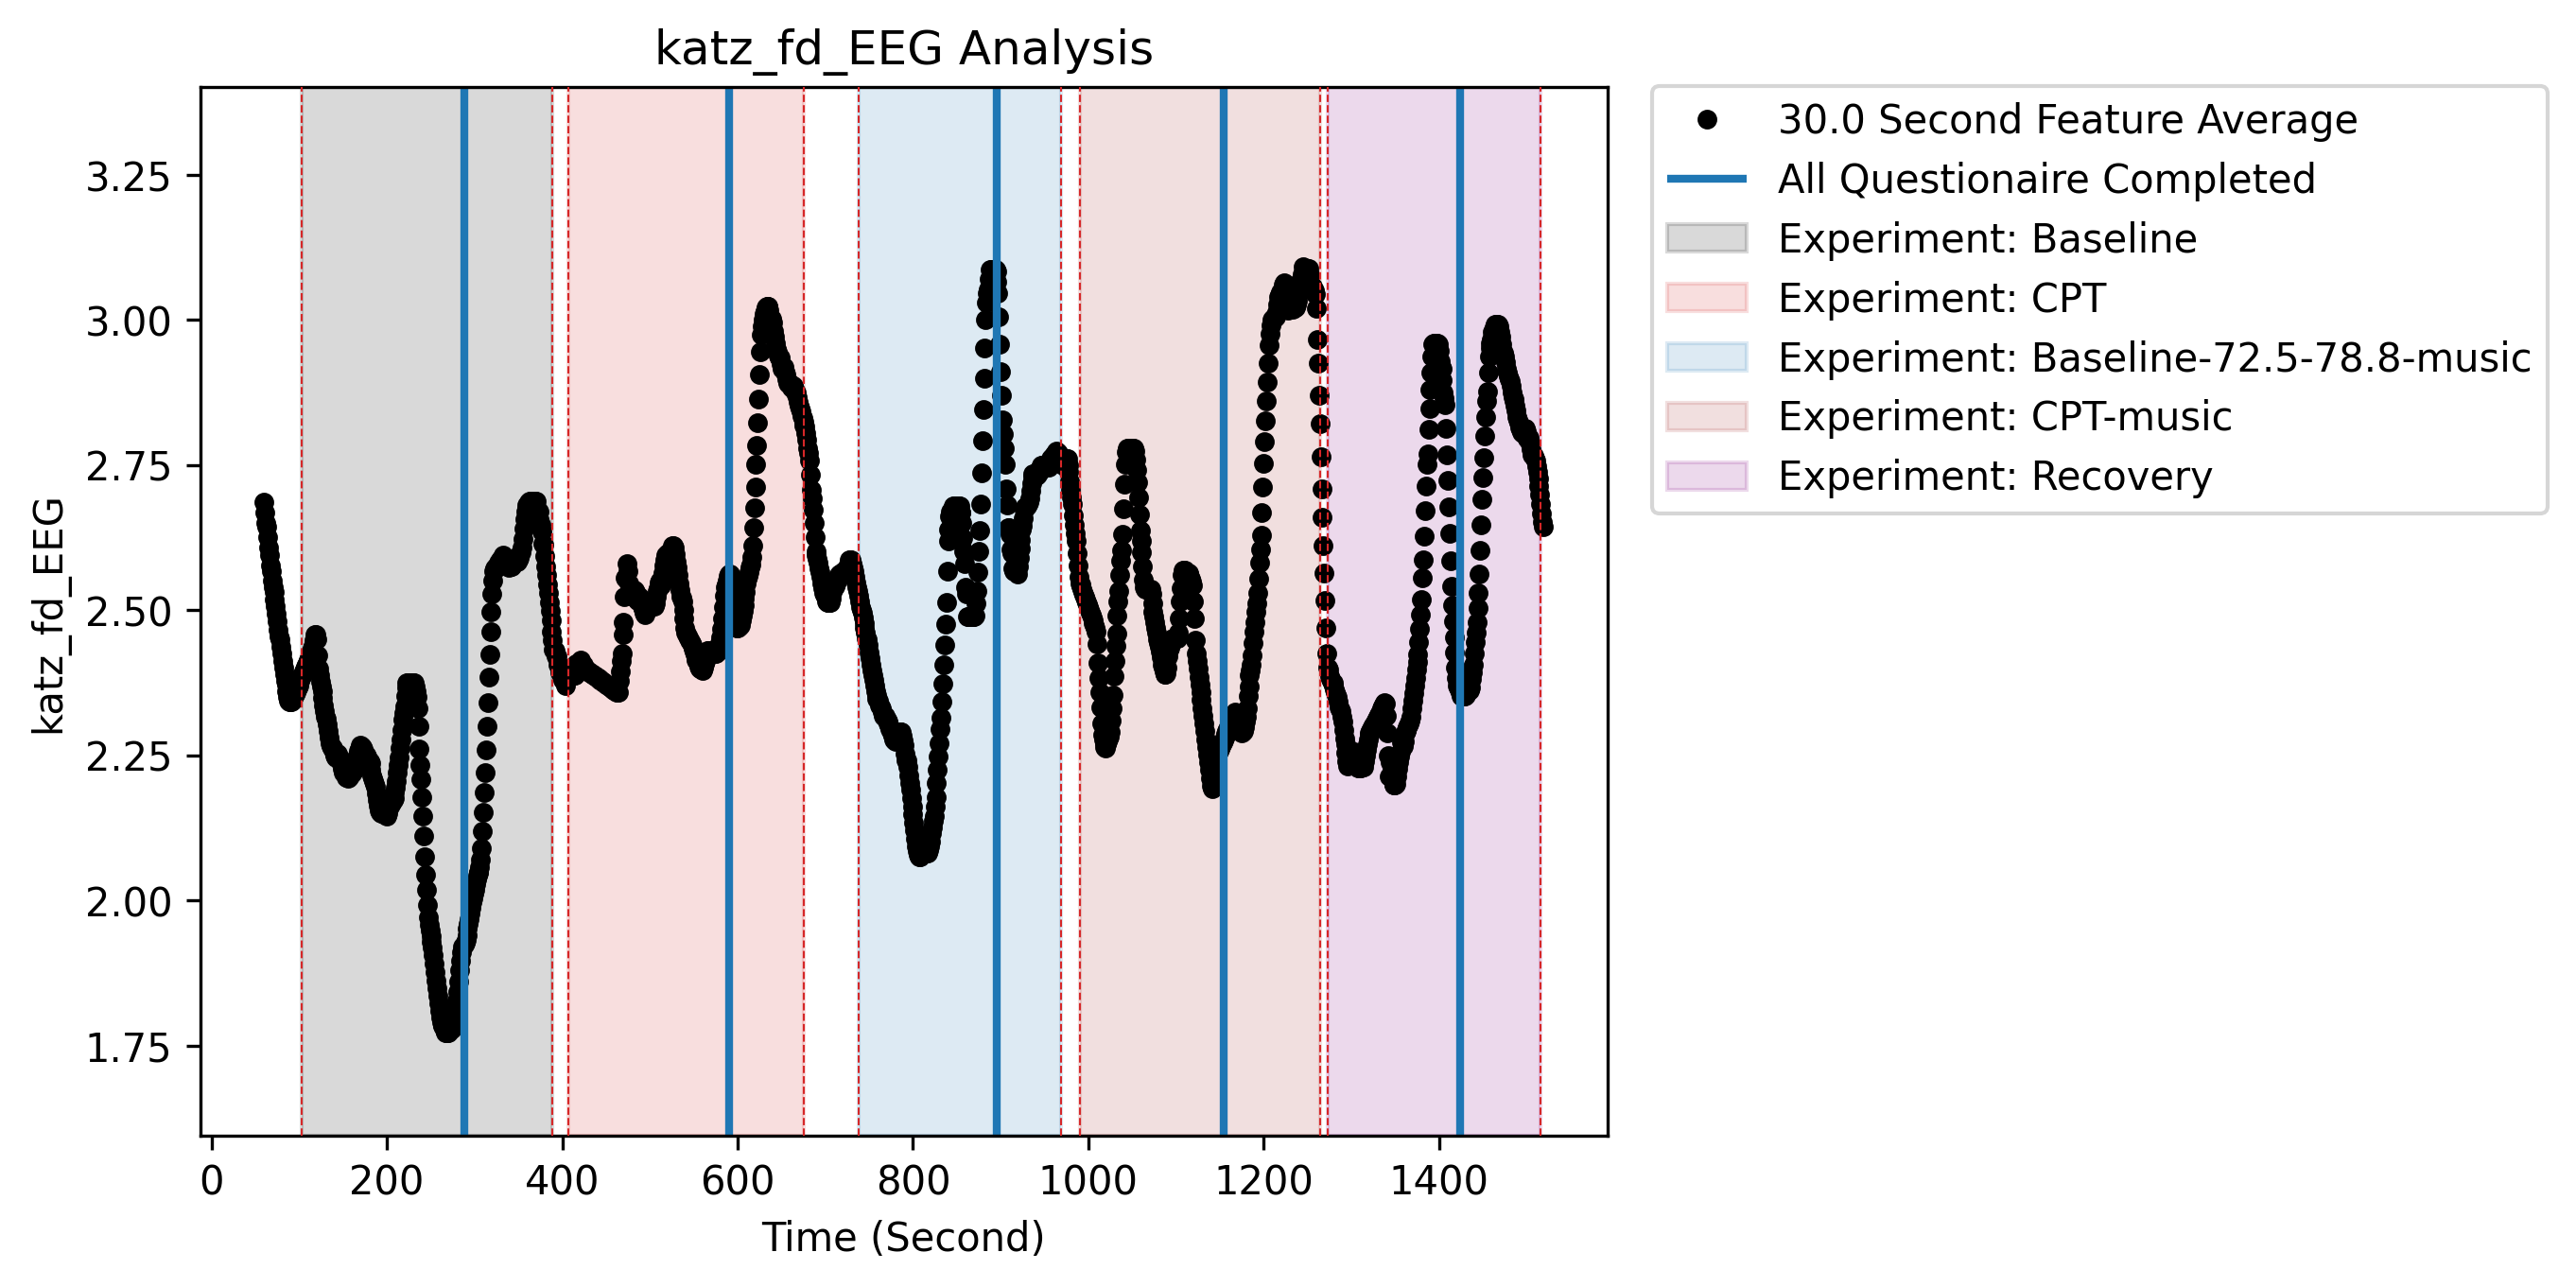 katz_fd_EEG Analysis
30.0 Second Feature Average
All Questionaire Completed
Experiment: Baseline
Experiment: CPT
Experiment: Baseline-72.5-78.8-music
Experiment: CPT-music
Experiment: Recovery
katz_fd_EEG
3.25
3.00
2.75
2.50
2.25
2.00
1.75
0 200 400 600 800 1000 1200 1400
Time (Second)